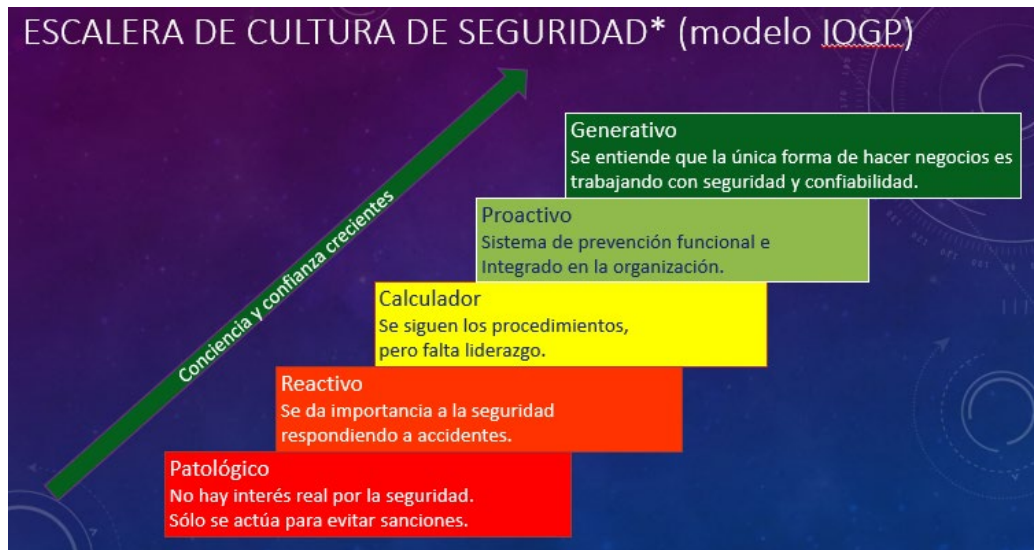 ESCALERA DE CULTURA DE SEGURIDAD* (modelo IOGP)
Conciencia y confianza crecientes
Generativo
Se entiende que la única forma de hacer negocios es
trabajando con seguridad y confiabilidad.
Proactivo
Sistema de prevención funcional e
Integrado en la organización.
Calculador
Se siguen los procedimientos,
pero falta liderazgo.
Reactivo
Se da importancia a la seguridad
respondiendo a accidentes.
Patológico
No hay interés real por la seguridad.
Sólo se actúa para evitar sanciones.